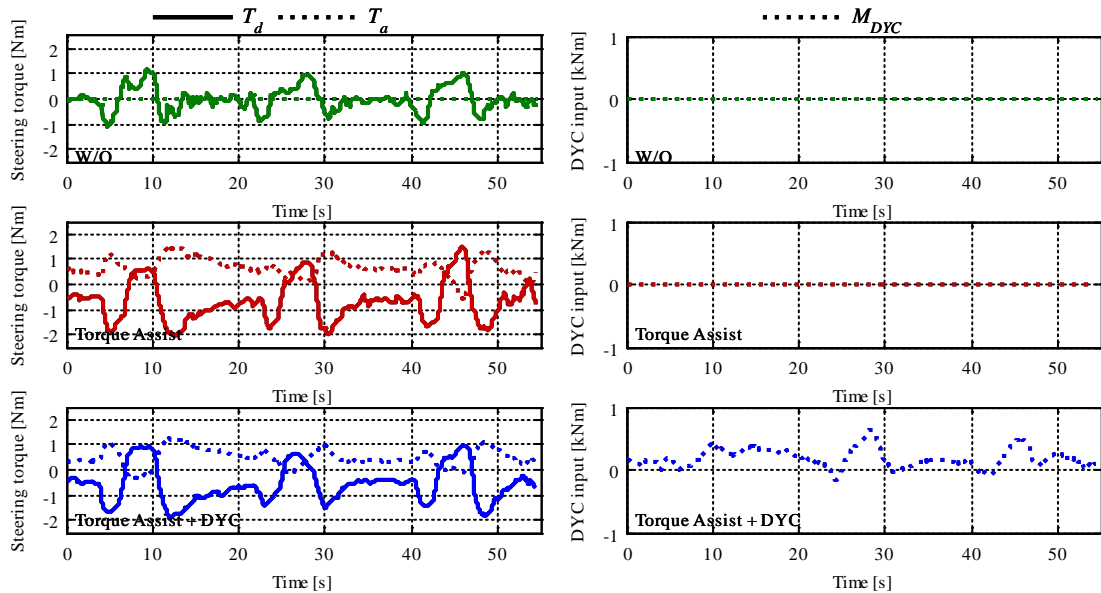 T_d T_a
M_DYC
Steering torque [Nm]
2
1
0
-1
-2
W/O
0 10 20 30 40 50
Time [s]
DYC input [kNm]
1
0
-1
W/O
0 10 20 30 40 50
Time [s]
Steering torque [Nm]
2
1
0
-1
-2
Torque Assist
0 10 20 30 40 50
Time [s]
DYC input [kNm]
1
0
-1
Torque Assist
0 10 20 30 40 50
Time [s]
Steering torque [Nm]
2
1
0
-1
-2
Torque Assist +DYC
0 10 20 30 40 50
Time [s]
DYC input [kNm]
1
0
-1
Torque Assist +DYC
0 10 20 30 40 50
Time [s]